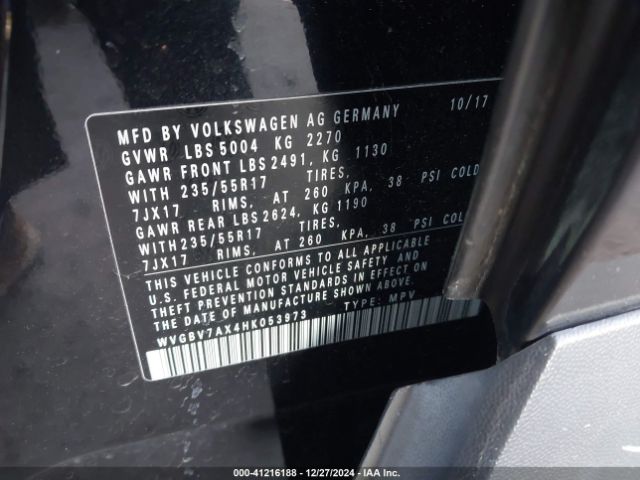 MFD BY VOLKSWAGEN AG GERMANY 10/17
GVWR LBS 5004 KG 2270
GAWR FRONT LBS 2491, KG 1130
WITH 235/55R17 TIRES,
7JX17 RIMS, AT 260 KPA, 38 PSI COLD
GAWR REAR LBS 2624, KG 1190
WITH 235/55R17 TIRES,
7JX17 RIMS, AT 260 KPA, 38 PSI COLD
THIS VEHICLE CONFORMS TO ALL APPLICABLE
U.S. FEDERAL MOTOR VEHICLE SAFETY AND
THEFT PREVENTION STANDARDS IN EFFECT ON
THE DATE OF MANUFACTURE SHOWN ABOVE.
WVGBV7AX4HK053973 TYPE: MPV
000-41216188 - 12/27/2024 - IAA Inc.